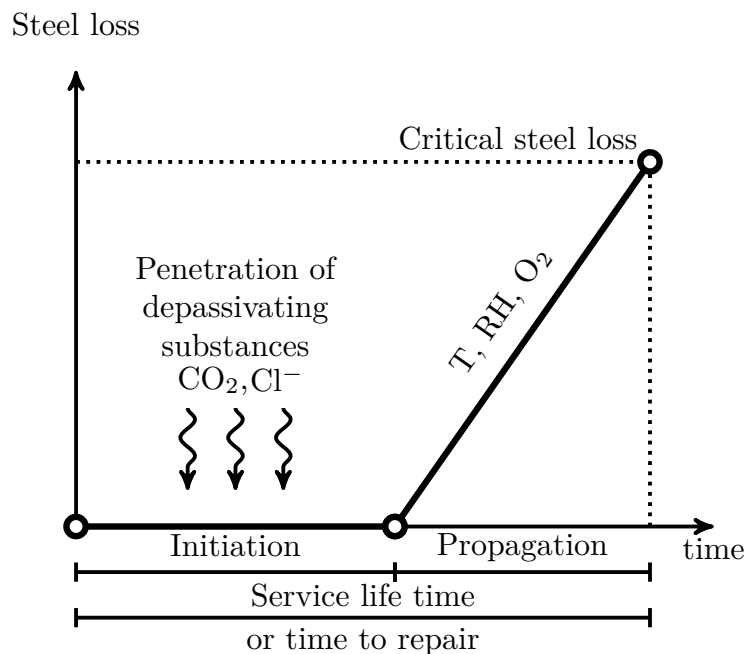 Steel loss
Critical steel loss
Penetration of
depassivating
substances
CO₂,Cl⁻
T, RH, O₂
Initiation
Propagation
time
Service life time
or time to repair